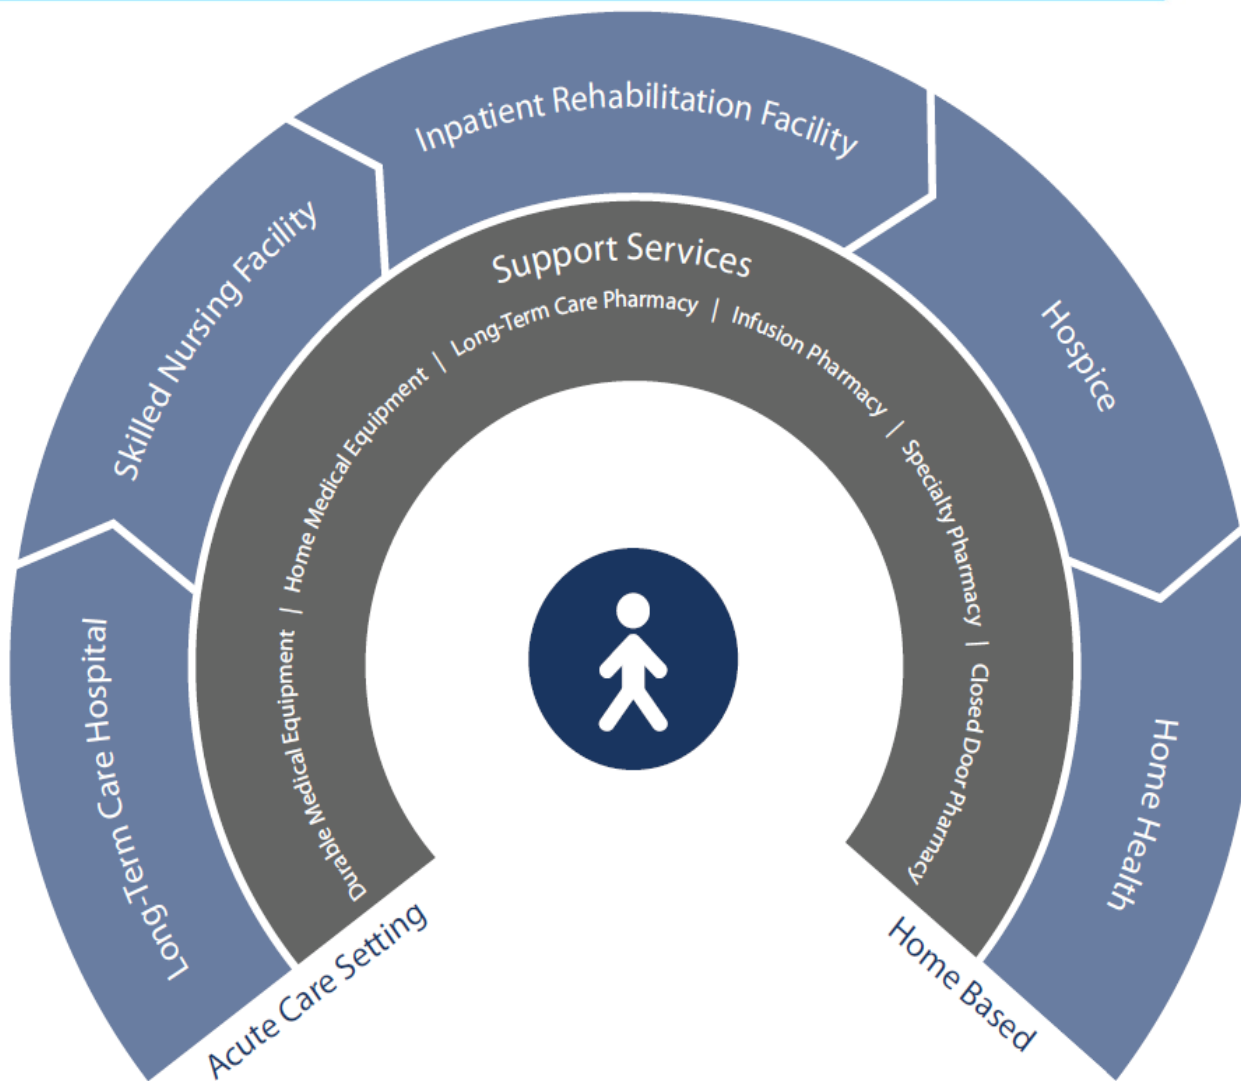 Long-Term Care Hospital
Skilled Nursing Facility
Inpatient Rehabilitation Facility
Hospice
Home Health
Support Services
Durable Medical Equipment | Home Medical Equipment | Long-Term Care Pharmacy | Infusion Pharmacy | Specialty Pharmacy | Closed Door Pharmacy
Acute Care Setting
Home Based